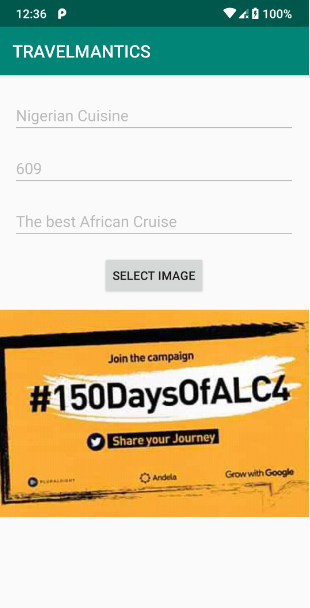 12:36
100%
TRAVELMANTICS
Nigerian Cuisine
609
The best African Cruise
SELECT IMAGE
Join the campaign
#150DaysOfALC4
Share your Journey
PLURALSIGHT
Andela
Grow with Google